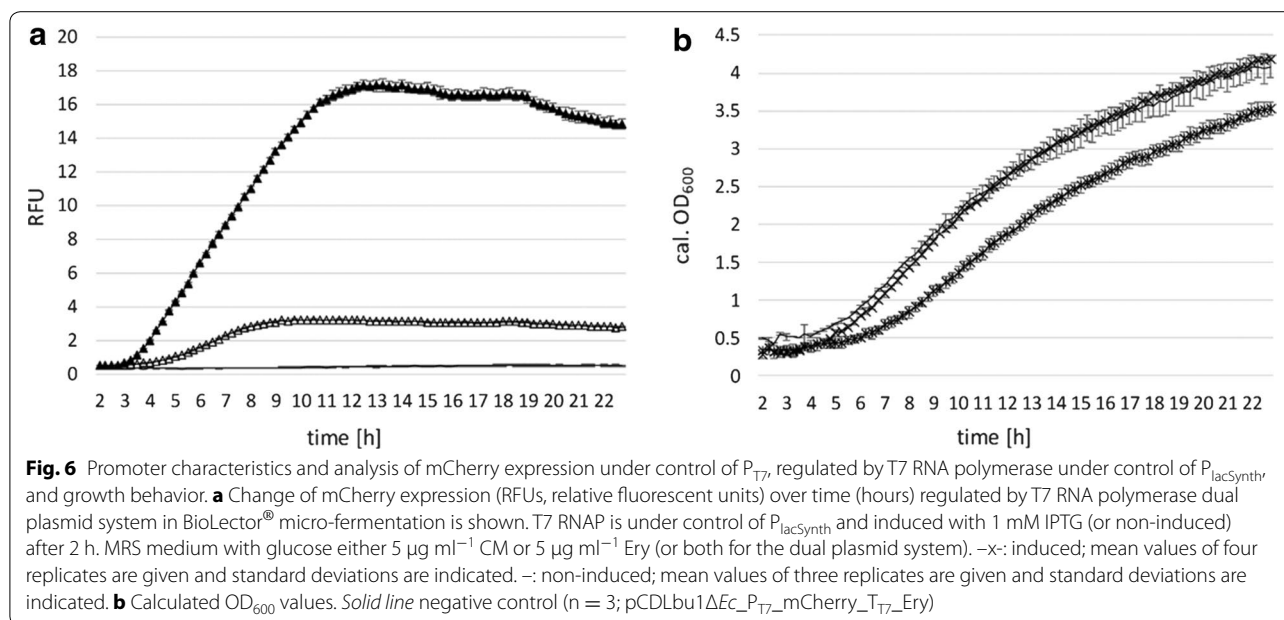 a
20
18
16
14
12
10
8
6
4
2
0
RFU
2 3 4 5 6 7 8 9 10 11 12 13 14 15 16 17 18 19 20 21 22
time [h]
b
4.5
4
3.5
3
2.5
2
1.5
1
0.5
0
cal. OD600
2 3 4 5 6 7 8 9 10 11 12 13 14 15 16 17 18 19 20 21 22
time [h]
Fig. 6 Promoter characteristics and analysis of mCherry expression under control of PT7, regulated by T7 RNA polymerase under control of PlacSynth,
and growth behavior. a Change of mCherry expression (RFUs, relative fluorescent units) over time (hours) regulated by T7 RNA polymerase dual
plasmid system in BioLector® micro-fermentation is shown. T7 RNAP is under control of PlacSynth and induced with 1 mM IPTG (or non-induced)
after 2 h. MRS medium with glucose either 5 µg ml−1 CM or 5 µg ml−1 Ery (or both for the dual plasmid system). –x-: induced; mean values of four
replicates are given and standard deviations are indicated. –: non-induced; mean values of three replicates are given and standard deviations are
indicated. b Calculated OD600 values. Solid line negative control (n = 3; pCDLbu1ΔEc_PT7_mCherry_TT7_Ery)